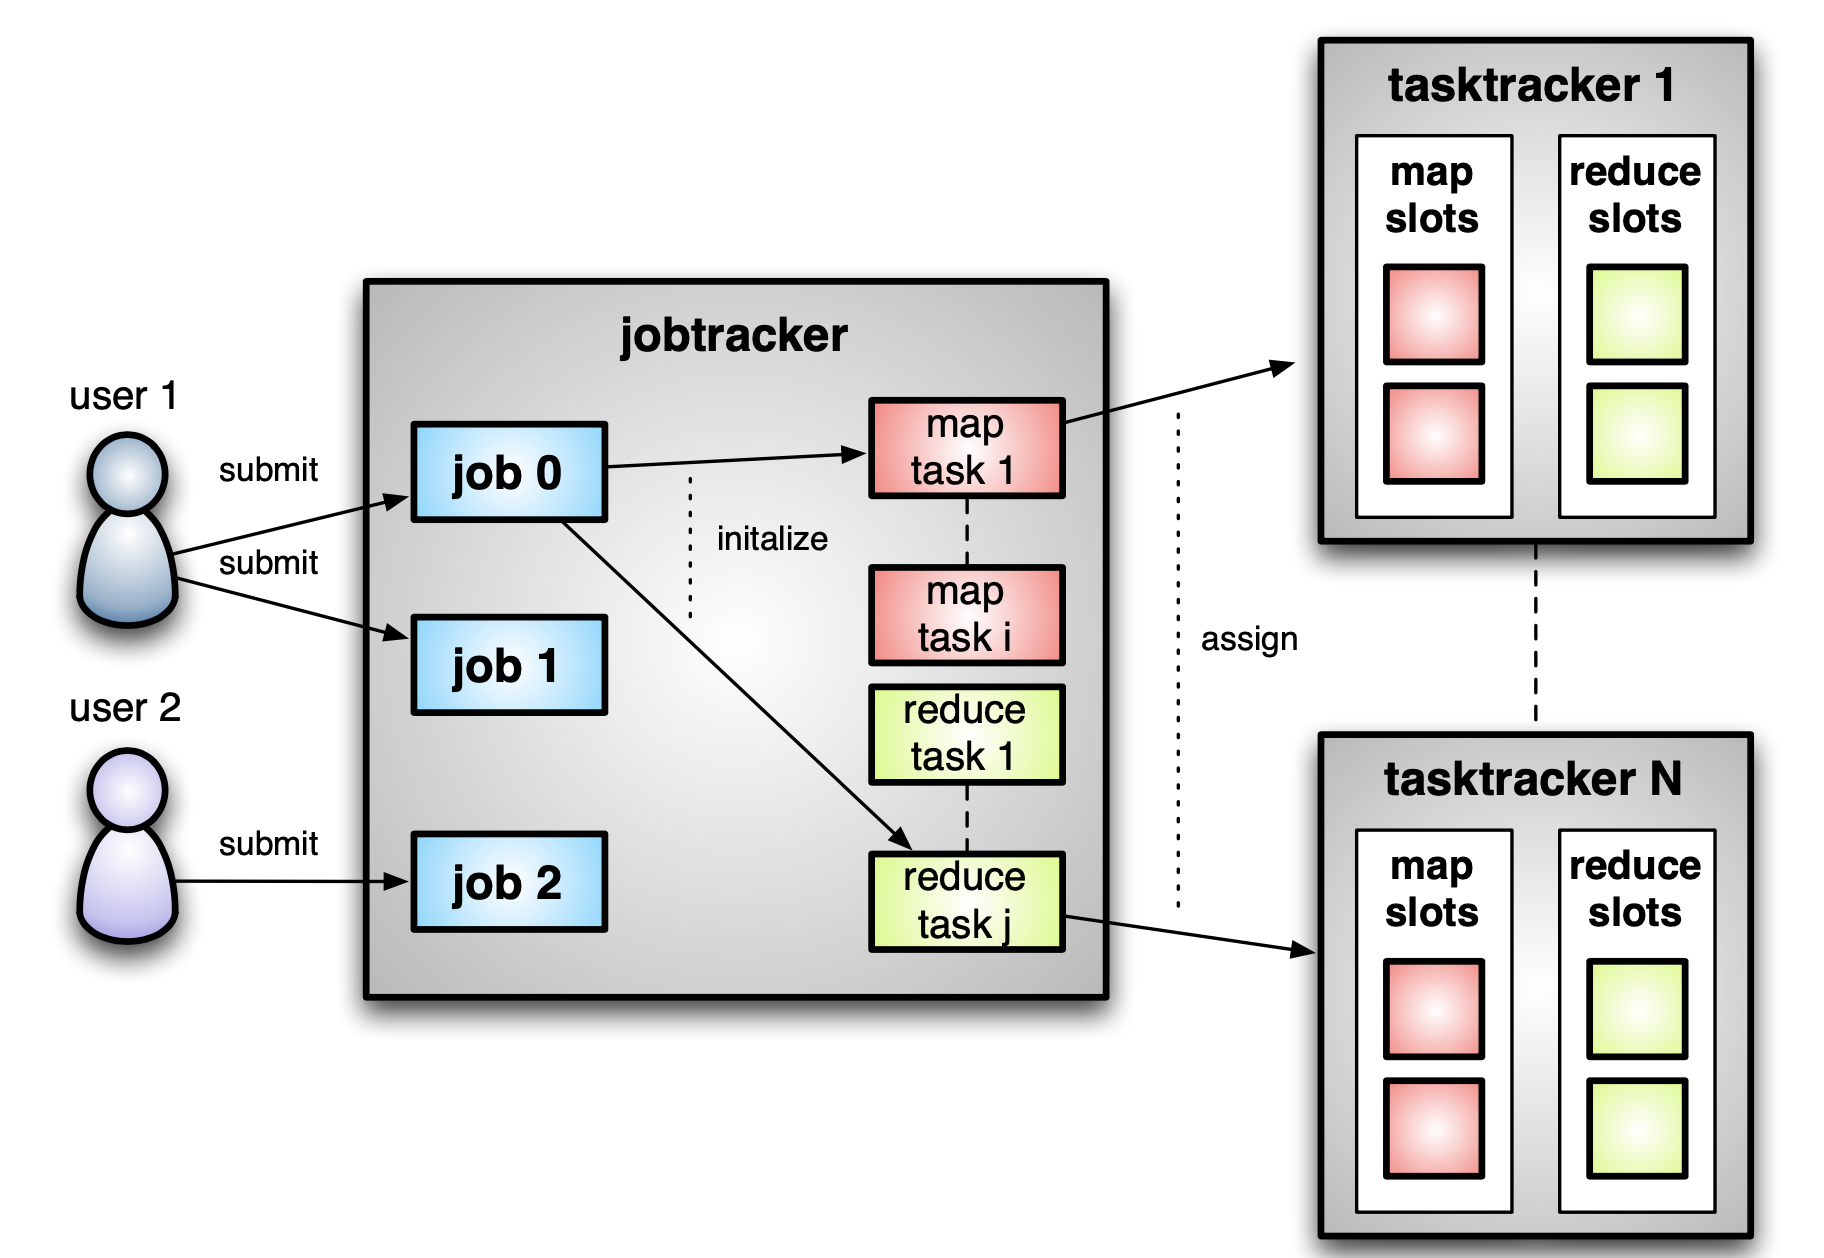 tasktracker 1
map
slots
reduce
slots
jobtracker
user 1
submit
job 0
map
task 1
initalize
submit
map
task i
assign
job 1
user 2
reduce
task 1
submit
job 2
reduce
task j
tasktracker N
map
slots
reduce
slots